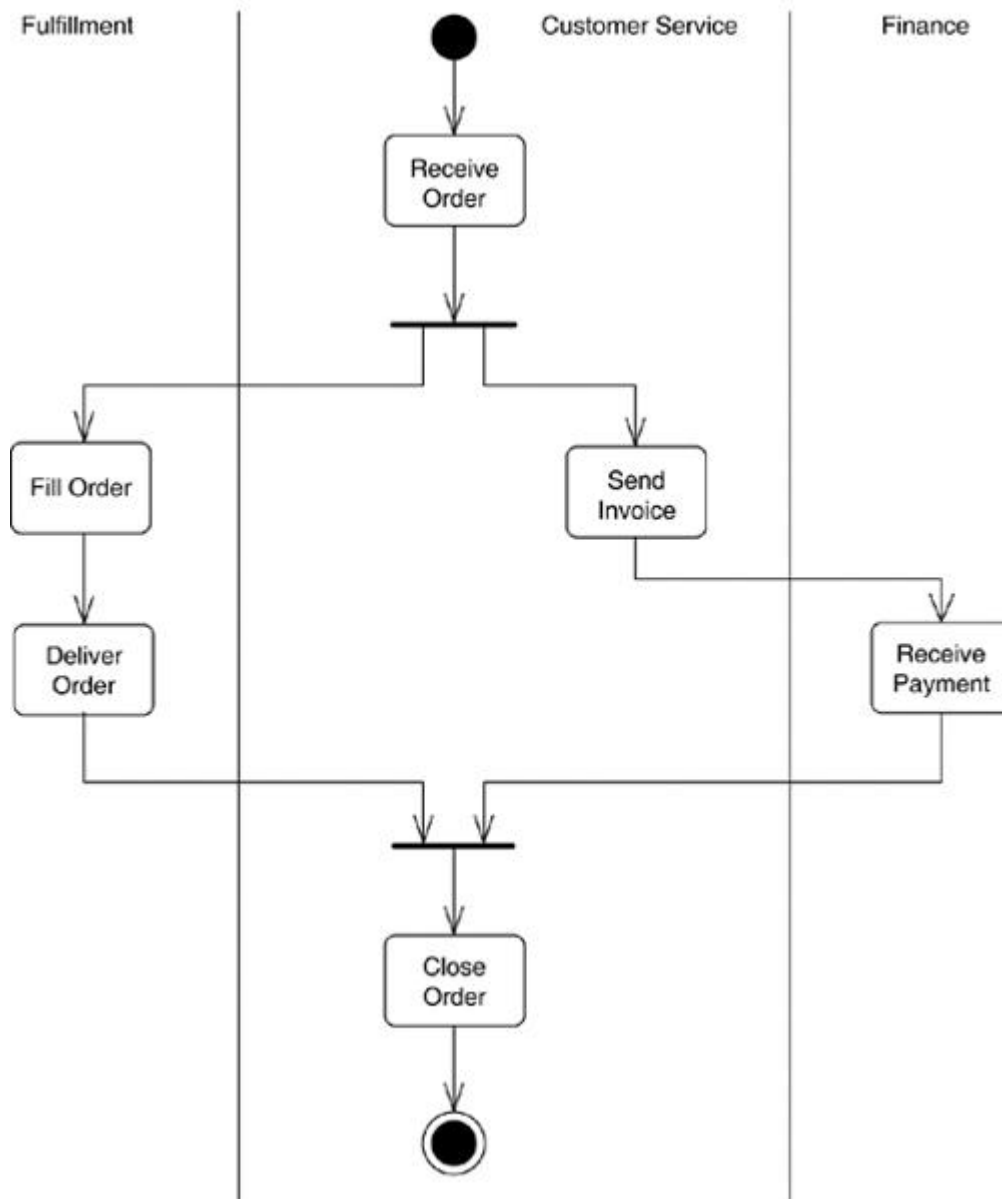 Fulfillment
Customer Service
Finance
Receive
Order
Fill Order
Send
Invoice
Deliver
Order
Receive
Payment
Close
Order